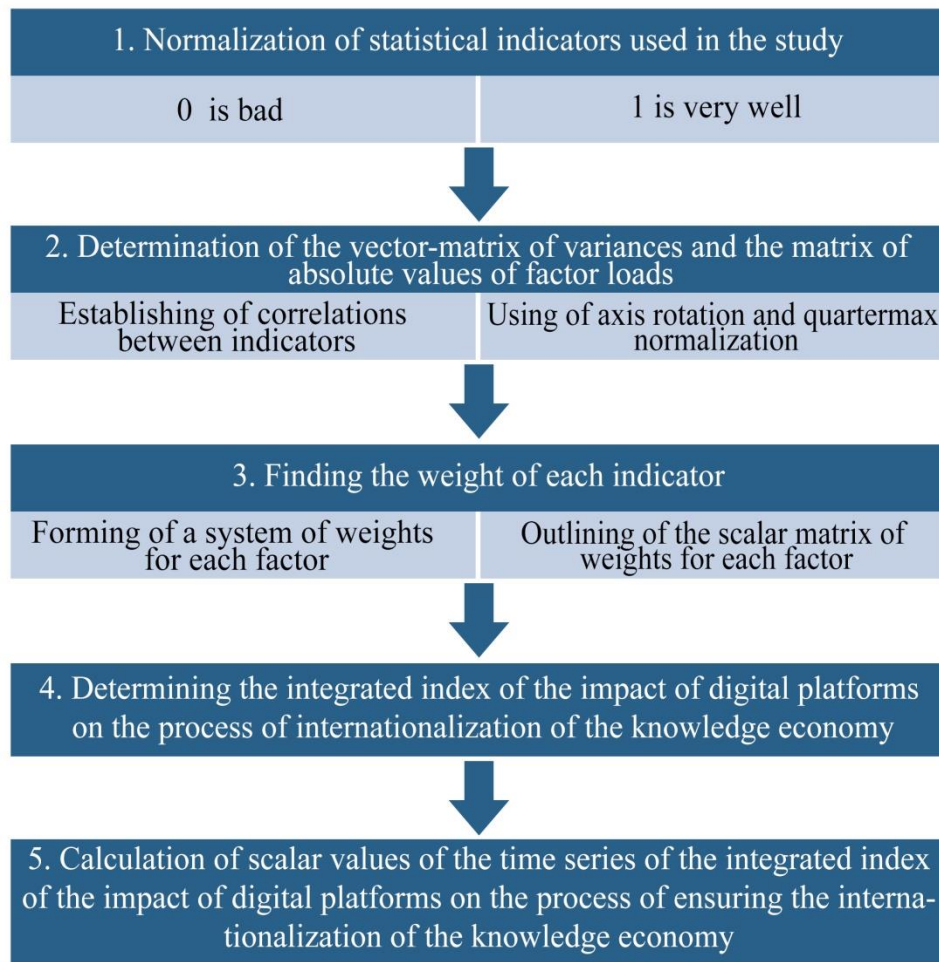 1. Normalization of statistical indicators used in the study
0 is bad
1 is very well
2. Determination of the vector-matrix of variances and the matrix of
absolute values of factor loads
Establishing of correlations
between indicators
Using of axis rotation and quartermax
normalization
3. Finding the weight of each indicator
Forming of a system of weights
for each factor
Outlining of the scalar matrix of
weights for each factor
4. Determining the integrated index of the impact of digital platforms
on the process of internationalization of the knowledge economy
5. Calculation of scalar values of the time series of the integrated index
of the impact of digital platforms on the process of ensuring the interna-
tionalization of the knowledge economy